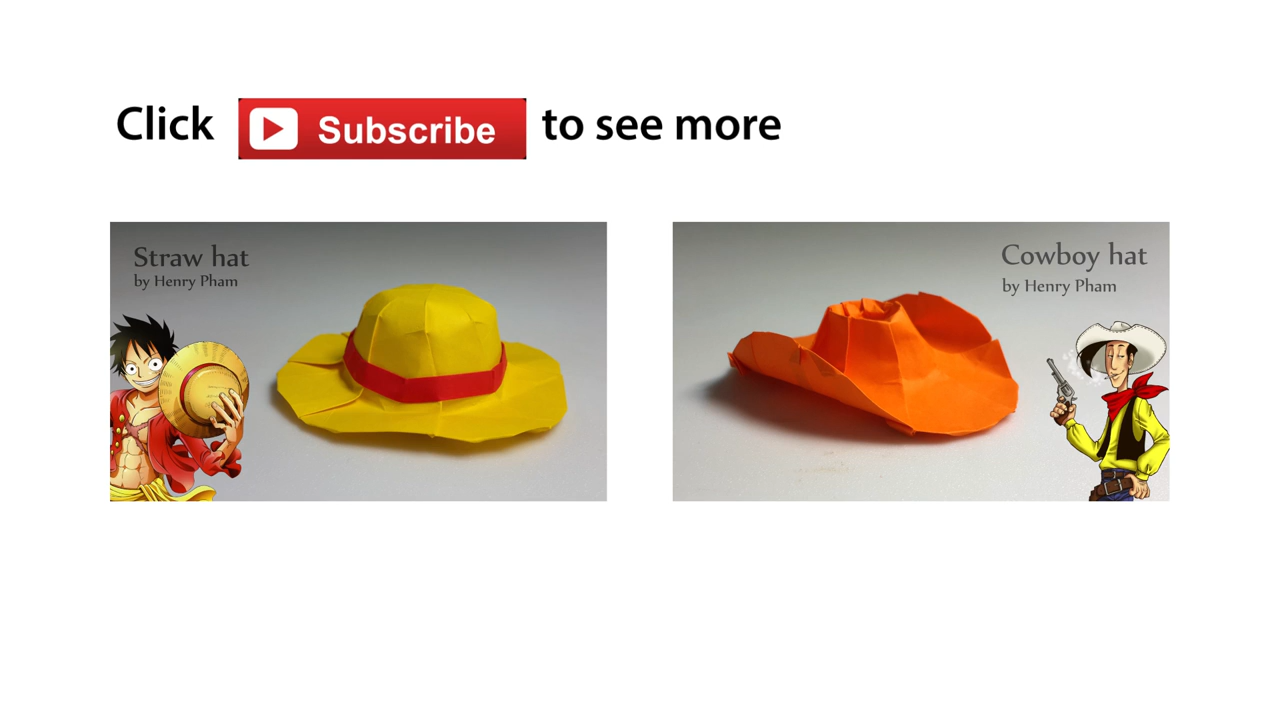 Click Subscribe to see more
Straw hat
by Henry Pham
Cowboy hat
by Henry Pham